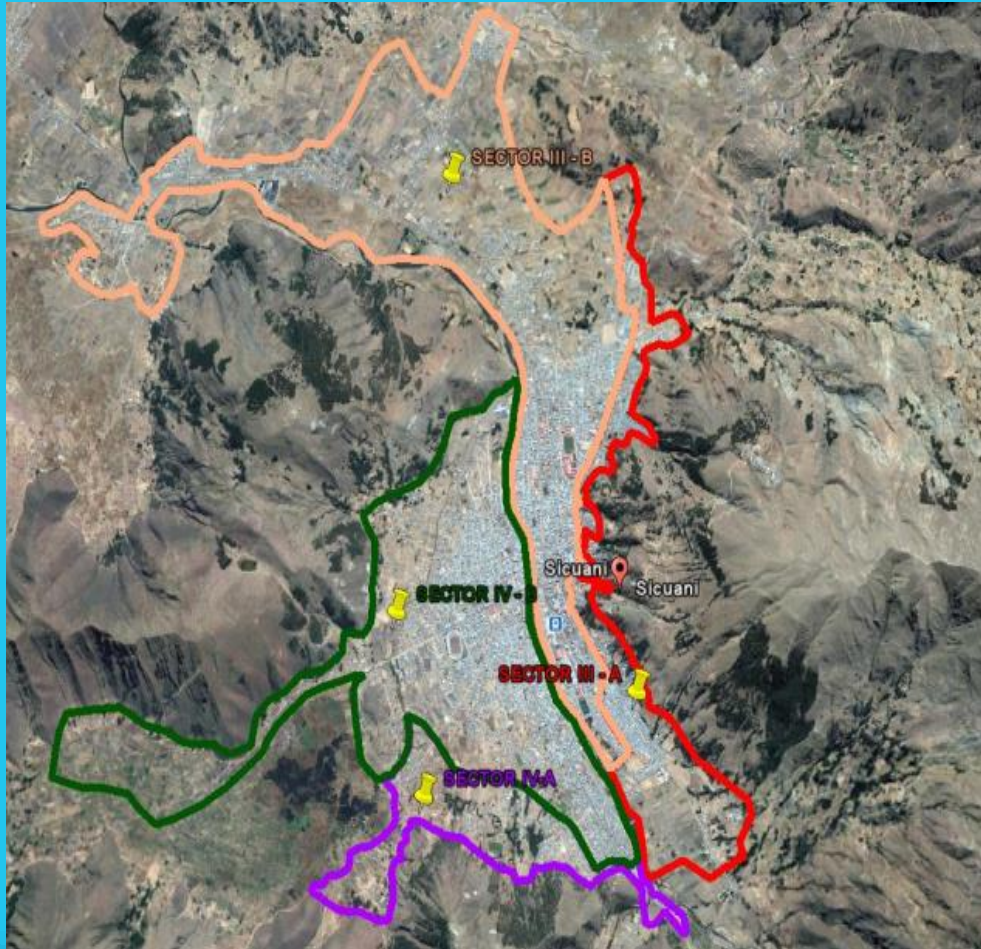 SECTOR III - B
Sicuani
Sicuani
SECTOR IV - B
SECTOR III - A
SECTOR IV-A